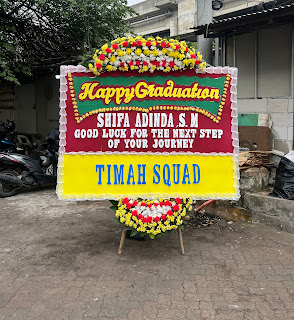 Happy Graduation
SHIFA ADINDA, S. M
GOOD LUCK FOR THE NEXT STEP
OF YOUR JOURNEY
TIMAH SQUAD